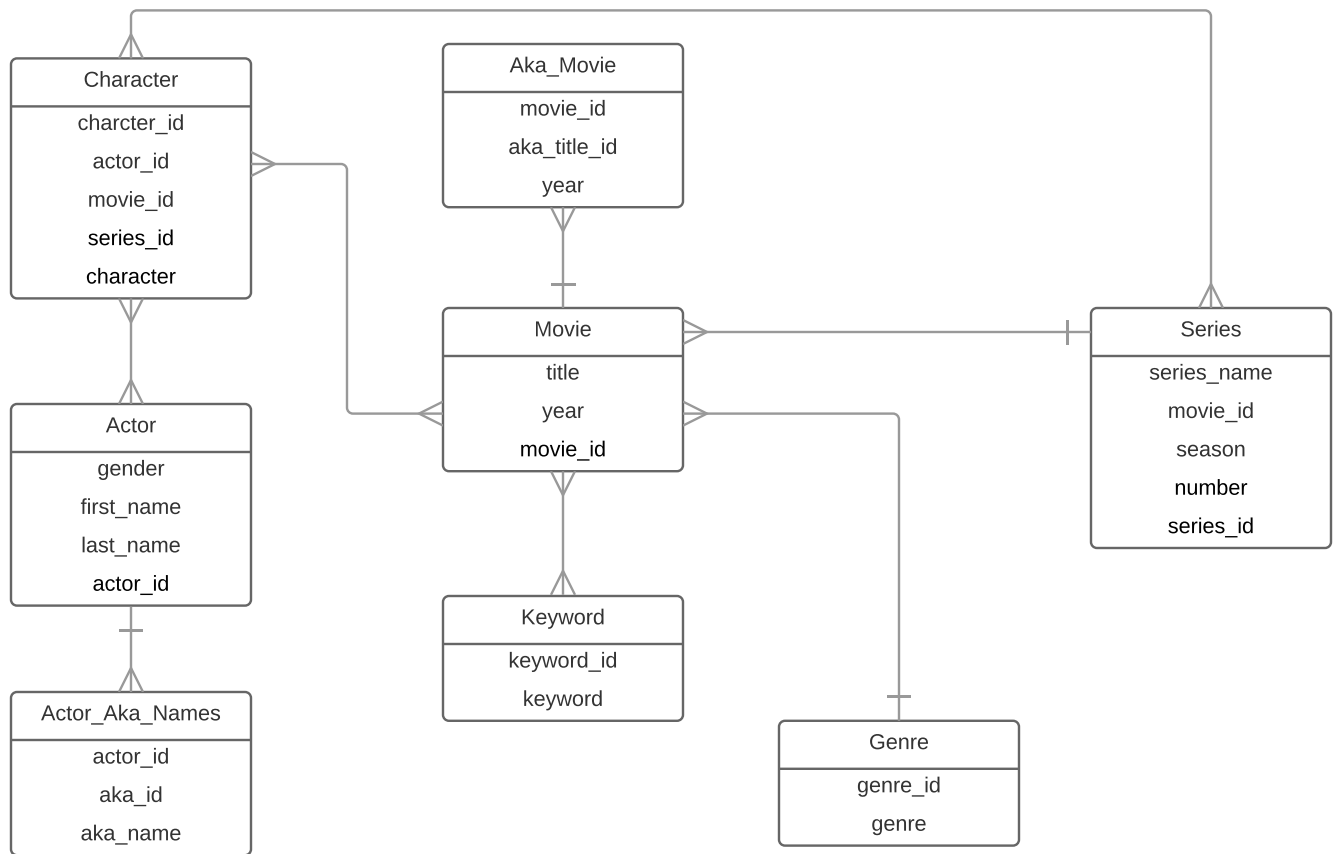 Character
charcter_id
actor_id
movie_id
series_id
character
Aka_Movie
movie_id
aka_title_id
year
Movie
title
year
movie_id
Series
series_name
movie_id
season
number
series_id
Actor
gender
first_name
last_name
actor_id
Keyword
keyword_id
keyword
Actor_Aka_Names
actor_id
aka_id
aka_name
Genre
genre_id
genre